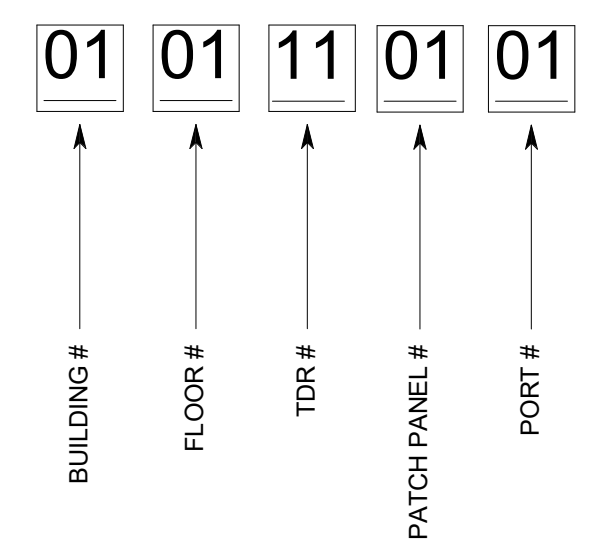 01 01 11 01 01
BUILDING #
FLOOR #
TDR #
PATCH PANEL #
PORT #